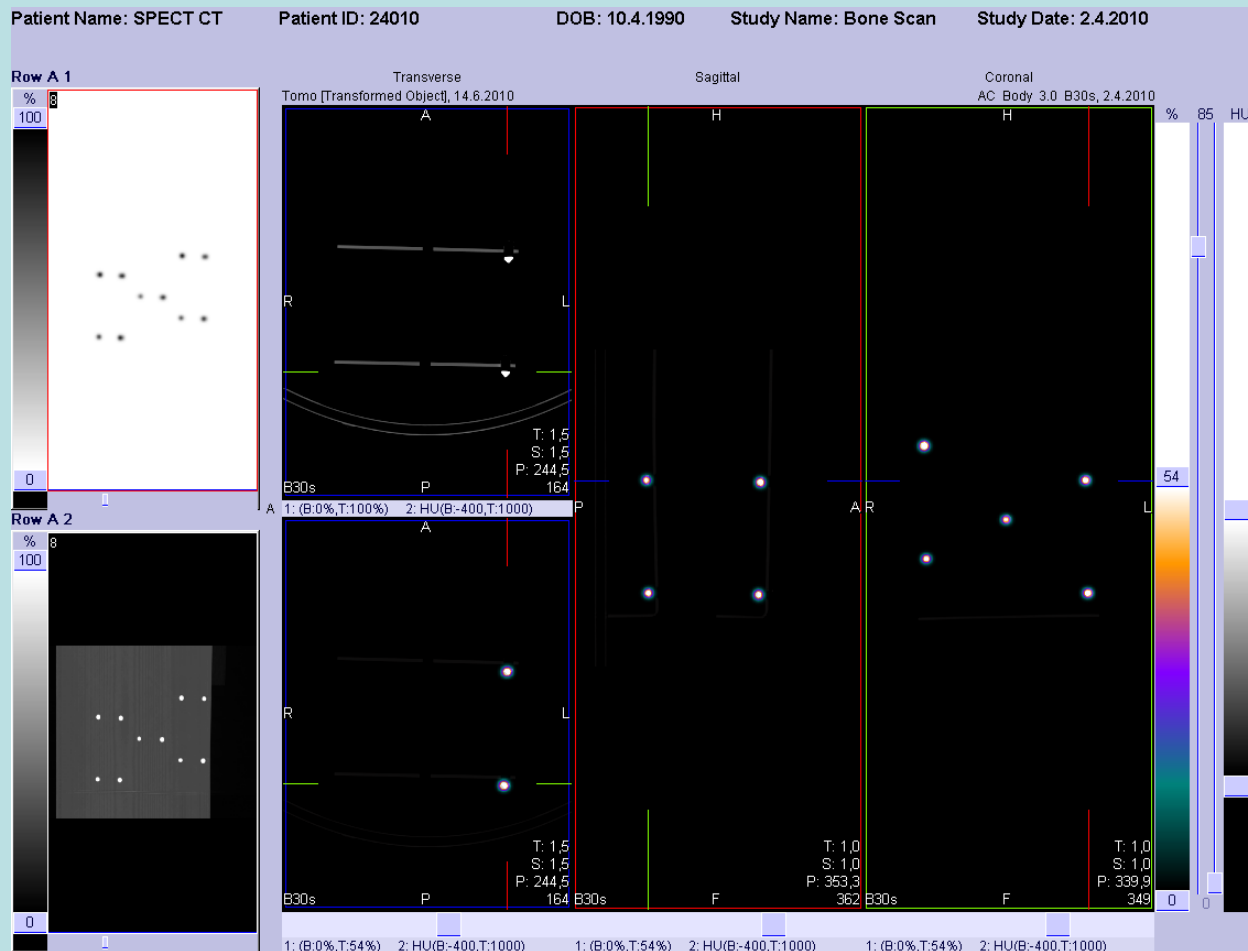 Patient Name: SPECT CT Patient ID: 24010 DOB: 10.4.1990 Study Name: Bone Scan Study Date: 2.4.2010
Row A 1 Transverse Sagittal Coronal
Tomo [Transformed Object], 14.6.2010 AC Body 3.0 B30s, 2.4.2010
% 8 A H H % 85 HU
100
R L
T: 1,5
S: 1,5
P: 244,5
0 B30s P 164 54
A 1: (B:0%,T:100%) 2: HU(B:-400,T:1000) P A R L
Row A 2 A
% 8
100
R L
T: 1,5 T: 1,0 T: 1,0
S: 1,5 S: 1,0 S: 1,0
P: 244,5 P: 353,3 P: 339,9
B30s P 164 B30s F 362 B30s F 349 0 0
0
1: (B:0%,T:54%) 2: HU(B:-400,T:1000) 1: (B:0%,T:54%) 2: HU(B:-400,T:1000) 1: (B:0%,T:54%) 2: HU(B:-400,T:1000)